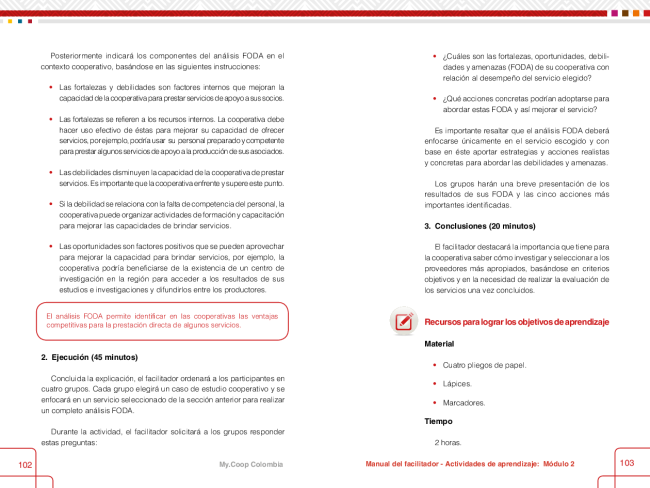 Posteriormente indicará los componentes del análisis FODA en el
contexto cooperativo, basándose en las siguientes instrucciones:
• Las fortalezas y debilidades son factores internos que mejoran la
capacidad de la cooperativa para prestar servicios de apoyo a sus socios.
• Las fortalezas se refieren a los recursos internos. La cooperativa debe
hacer uso efectivo de éstas para mejorar su capacidad de ofrecer
servicios, por ejemplo, podría usar su personal preparado y competente
para prestar algunos servicios de apoyo a la producción de sus asociados.
• Las debilidades disminuyen la capacidad de la cooperativa de prestar
servicios. Es importante que la cooperativa enfrente y supere este punto.
• Si la debilidad se relaciona con la falta de competencia del personal, la
cooperativa puede organizar actividades de formación y capacitación
para mejorar las capacidades de brindar servicios.
• Las oportunidades son factores positivos que se pueden aprovechar
para mejorar la capacidad para brindar servicios, por ejemplo, la
cooperativa podría beneficiarse de la existencia de un centro de
investigación en la región para acceder a los resultados de sus
estudios e investigaciones y difundirlos entre los productores.
El análisis FODA permite identificar en las cooperativas las ventajas
competitivas para la prestación directa de algunos servicios.
2. Ejecución (45 minutos)
Concluida la explicación, el facilitador ordenará a los participantes en
cuatro grupos. Cada grupo elegirá un caso de estudio cooperativo y se
enfocará en un servicio seleccionado de la sección anterior para realizar
un completo análisis FODA.
Durante la actividad, el facilitador solicitará a los grupos responder
estas preguntas:
102
My.Coop Colombia
• ¿Cuáles son las fortalezas, oportunidades, debili-
dades y amenazas (FODA) de su cooperativa con
relación al desempeño del servicio elegido?
• ¿Qué acciones concretas podrían adoptarse para
abordar estas FODA y así mejorar el servicio?
Es importante resaltar que el análisis FODA deberá
enfocarse únicamente en el servicio escogido y con
base en éste aportar estrategias y acciones realistas
y concretas para abordar las debilidades y amenazas.
Los grupos harán una breve presentación de los
resultados de sus FODA y las cinco acciones más
importantes identificadas.
3. Conclusiones (20 minutos)
El facilitador destacará la importancia que tiene para
la cooperativa saber cómo investigar y seleccionar a los
proveedores más apropiados, basándose en criterios
objetivos y en la necesidad de realizar la evaluación de
los servicios una vez concluidos.
Recursos para lograr los objetivos de aprendizaje
Material
• Cuatro pliegos de papel.
• Lápices.
• Marcadores.
Tiempo
2 horas.
Manual del facilitador - Actividades de aprendizaje: Módulo 2
103